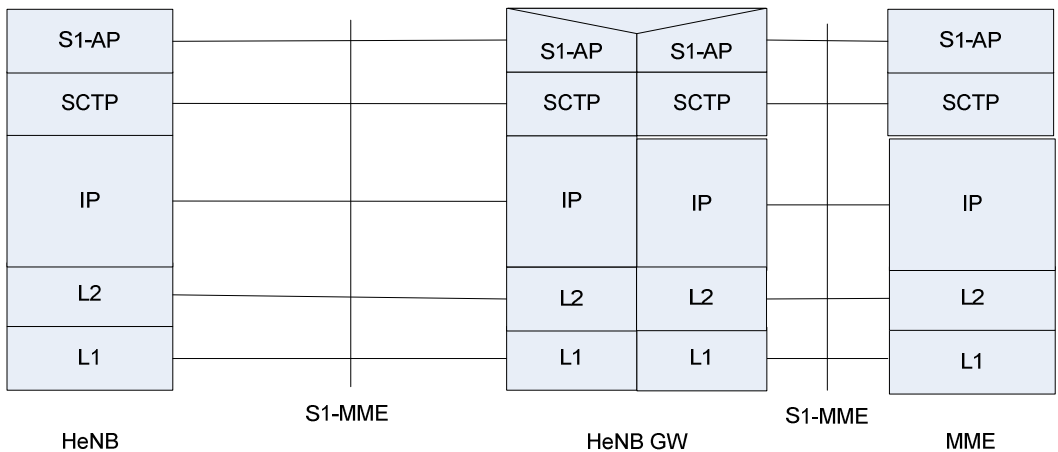 S1-AP
S1-AP
S1-AP
S1-AP
SCTP
SCTP
SCTP
SCTP
IP
IP
IP
IP
L2
L2
L2
L2
L1
L1
L1
L1
S1-MME
S1-MME
HeNB
HeNB GW
MME